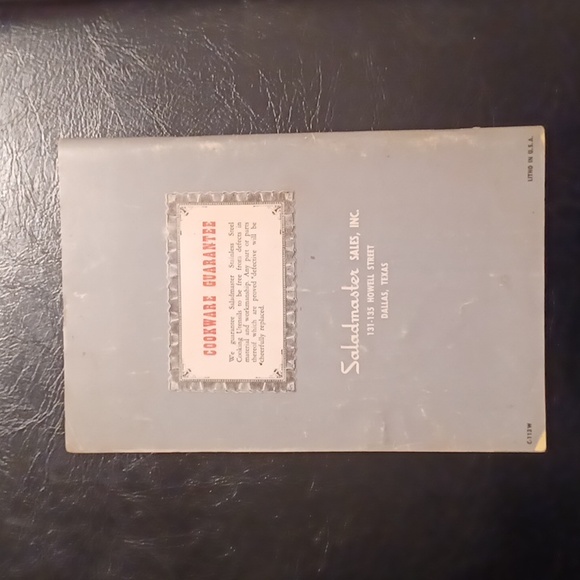 COOKWARE GUARANTEE
We guarantee Saladmaster Stainless Steel
Cooking Utensils to be free from defects in
material and workmanship. Any part or parts
thereof which are proved defective will be
cheerfully replaced.
Saladmaster SALES, INC.
131-135 HOWELL STREET
DALLAS, TEXAS
C-112W
LITHO IN U.S.A.